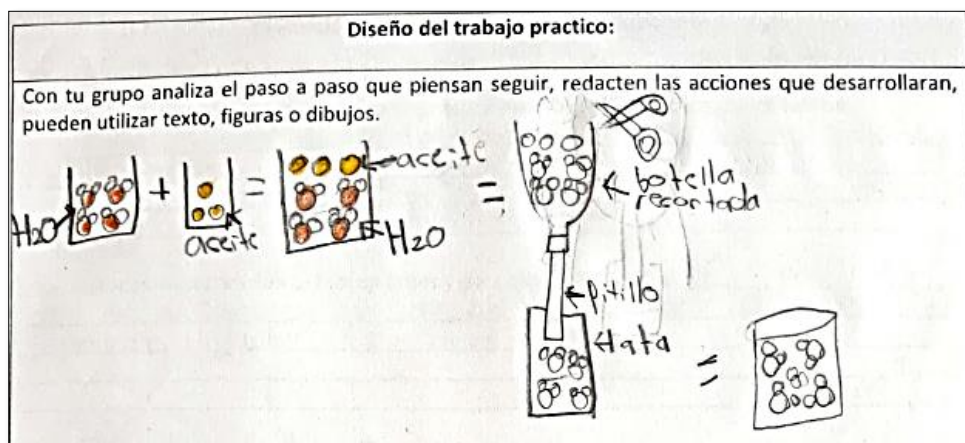 Diseño del trabajo practico:
Con tu grupo analiza el paso a paso que piensan seguir, redacten las acciones que desarrollaran,
pueden utilizar texto, figuras o dibujos.
H2O
+
aceite
=
aceite
H2O
=
botella
recortada
pitillo
tata
=